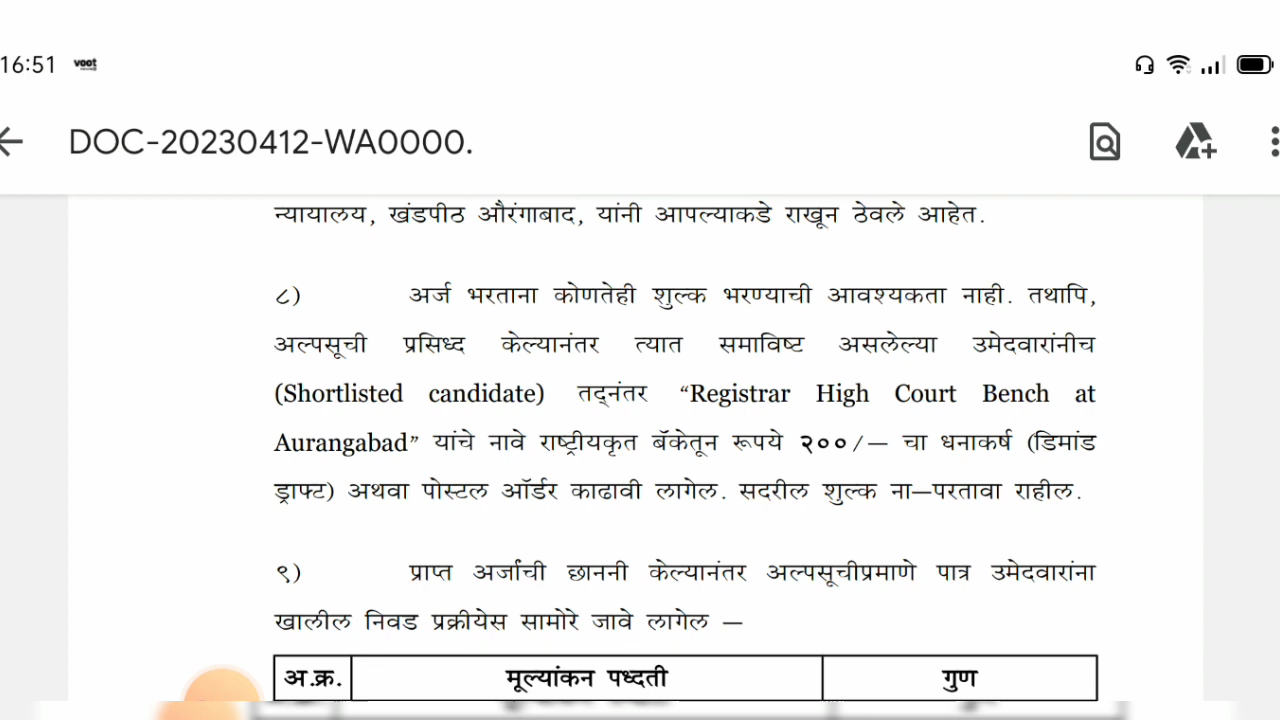 16:51 voot
DOC-20230412-WA0000.
न्यायालय, खंडपीठ औरंगाबाद, यांनी आपल्याकडे राखून ठेवले आहेत.
८) अर्ज भरताना कोणतेही शुल्क भरण्याची आवश्यकता नाही. तथापि,
अल्पसूची प्रसिध्द केल्यानंतर त्यात समाविष्ट असलेल्या उमेदवारांनीच
(Shortlisted candidate) तद्नंतर “Registrar High Court Bench at
Aurangabad” यांचे नावे राष्ट्रीयकृत बॅकेतून रूपये २००/— चा धनाकर्ष (डिमांड
ड्राफ्ट) अथवा पोस्टल ऑर्डर काढावी लागेल. सदरील शुल्क ना—परतावा राहील.
९) प्राप्त अर्जांची छाननी केल्यानंतर अल्पसूचीप्रमाणे पात्र उमेदवारांना
खालील निवड प्रक्रीयेस सामोरे जावे लागेल —
अ.क्र. मूल्यांकन पध्दती गुण